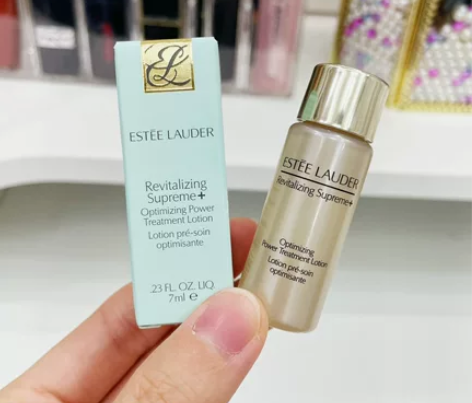 EL
ESTĒE LAUDER
Revitalizing
Supreme+
Optimizing Power
Treatment Lotion
Lotion pré-soin
optimisante
.23 FL. OZ. LIQ.
7ml ℮
ESTĒE LAUDER
Revitalizing Supreme+
Optimizing
Power Treatment Lotion
Lotion pré-soin
optimisante